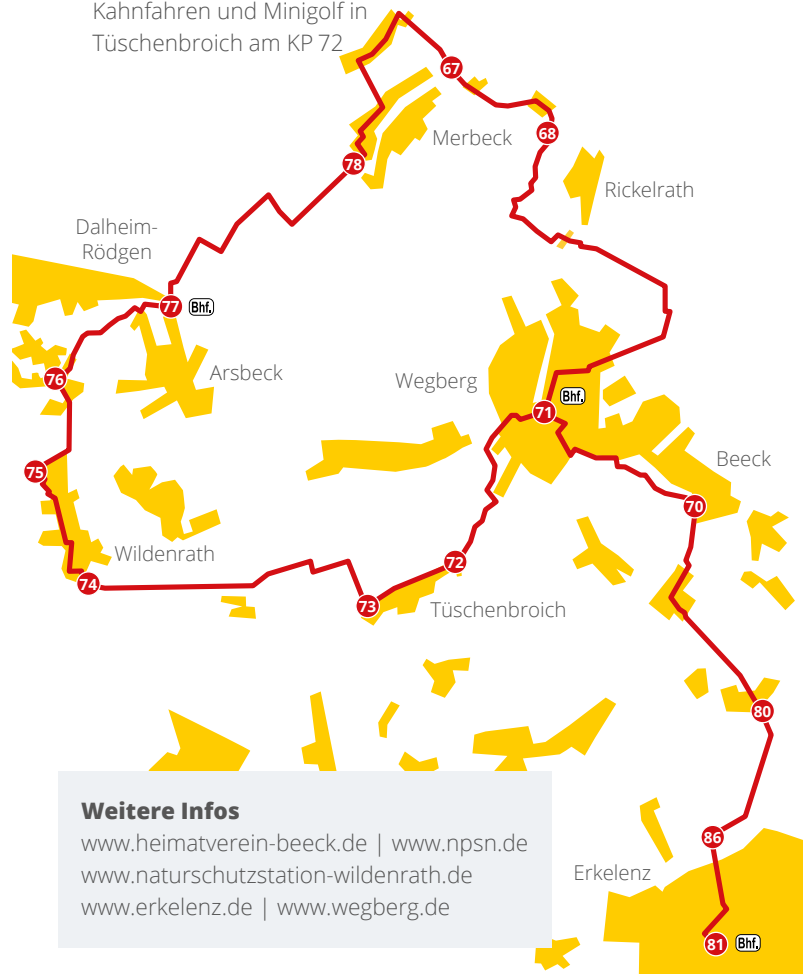 Kahnfahren und Minigolf in
Tüschenbroich am KP 72
67
Merbeck
68
78
Rickelrath
Dalheim-
Rödgen
77 Bhf.
76
Arsbeck
Wegberg
Bhf.
71
75
Beeck
70
Wildenrath
74
72
73
Tüschenbroich
80
Weitere Infos
www.heimatverein-beeck.de | www.npsn.de
www.naturschutzstation-wildenrath.de
www.erkelenz.de | www.wegberg.de
86
Erkelenz
81 Bhf.